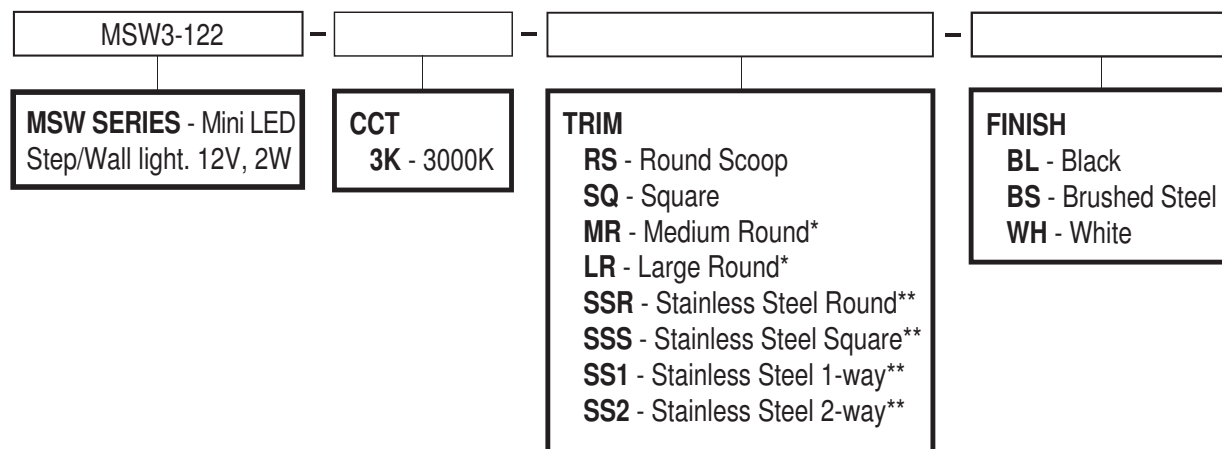 MSW3-122 - - -
MSW SERIES - Mini LED
Step/Wall light. 12V, 2W
CCT
3K - 3000K
TRIM
RS - Round Scoop
SQ - Square
MR - Medium Round*
LR - Large Round*
SSR - Stainless Steel Round**
SSS - Stainless Steel Square**
SS1 - Stainless Steel 1-way**
SS2 - Stainless Steel 2-way**
FINISH
BL - Black
BS - Brushed Steel
WH - White